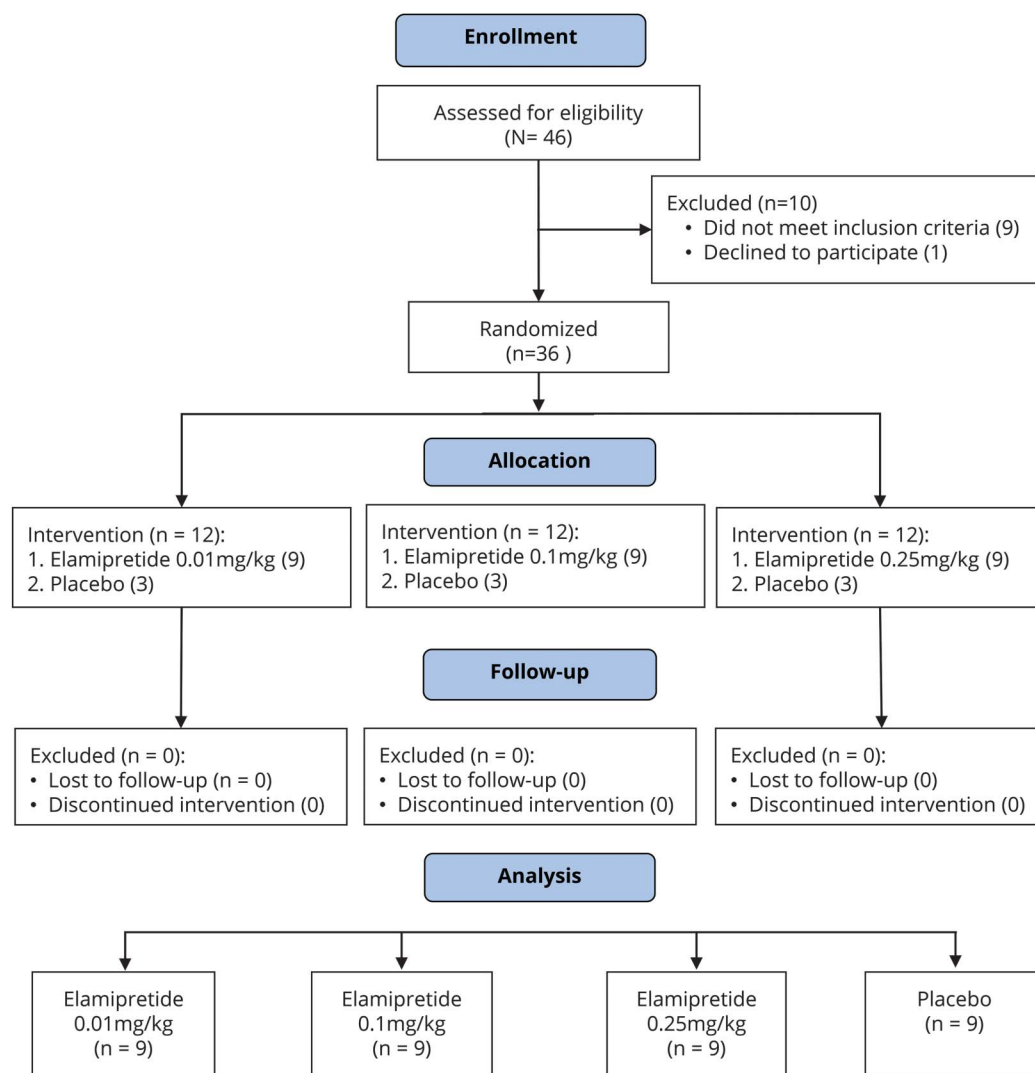 Enrollment
Assessed for eligibility
(N= 46)
Excluded (n=10)
• Did not meet inclusion criteria (9)
• Declined to participate (1)
Randomized
(n=36 )
Allocation
Intervention (n = 12):
1. Elamipretide 0.01mg/kg (9)
2. Placebo (3)
Intervention (n = 12):
1. Elamipretide 0.1mg/kg (9)
2. Placebo (3)
Intervention (n = 12):
1. Elamipretide 0.25mg/kg (9)
2. Placebo (3)
Follow-up
Excluded (n = 0):
• Lost to follow-up (n = 0)
• Discontinued intervention (0)
Excluded (n = 0):
• Lost to follow-up (0)
• Discontinued intervention (0)
Excluded (n = 0):
• Lost to follow-up (0)
• Discontinued intervention (0)
Analysis
Elamipretide
0.01mg/kg
(n = 9)
Elamipretide
0.1mg/kg
(n = 9)
Elamipretide
0.25mg/kg
(n = 9)
Placebo
(n = 9)